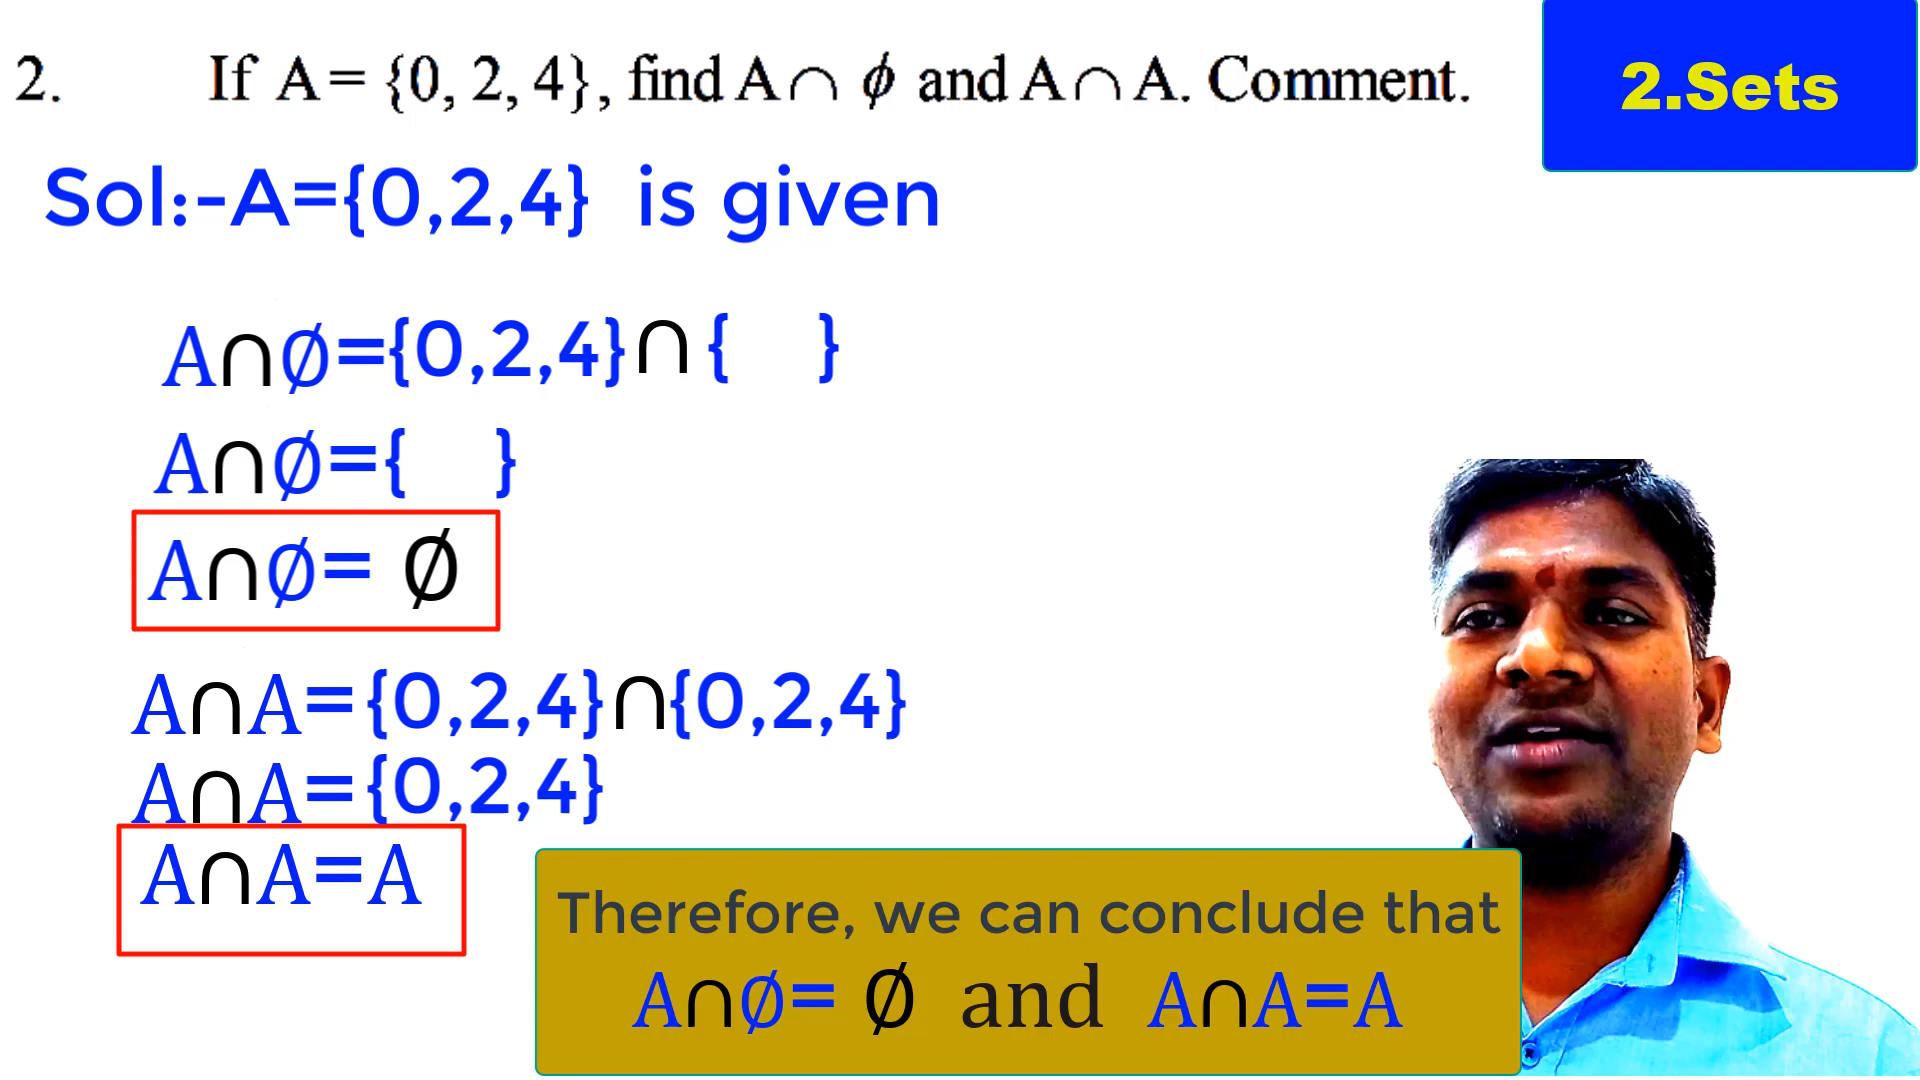 2. If A = {0, 2, 4}, find A ∩ ϕ and A ∩ A. Comment.
2.Sets
Sol:-A={0,2,4} is given
A∩∅={0,2,4}∩{ }
A∩∅={ }
A∩∅= ∅
A∩A={0,2,4}∩{0,2,4}
A∩A={0,2,4}
A∩A=A
Therefore, we can conclude that
A∩∅= ∅ and A∩A=A